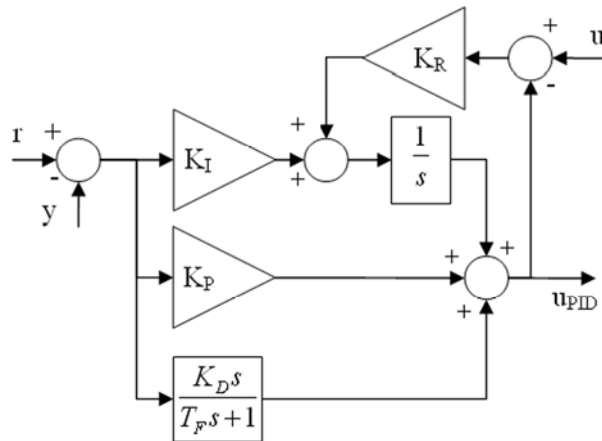 +
u
K_R
-
r
+
+
K_I
+
1/s
-
y
+
+
K_P
+
u_PID
K_D s / T_F s+1